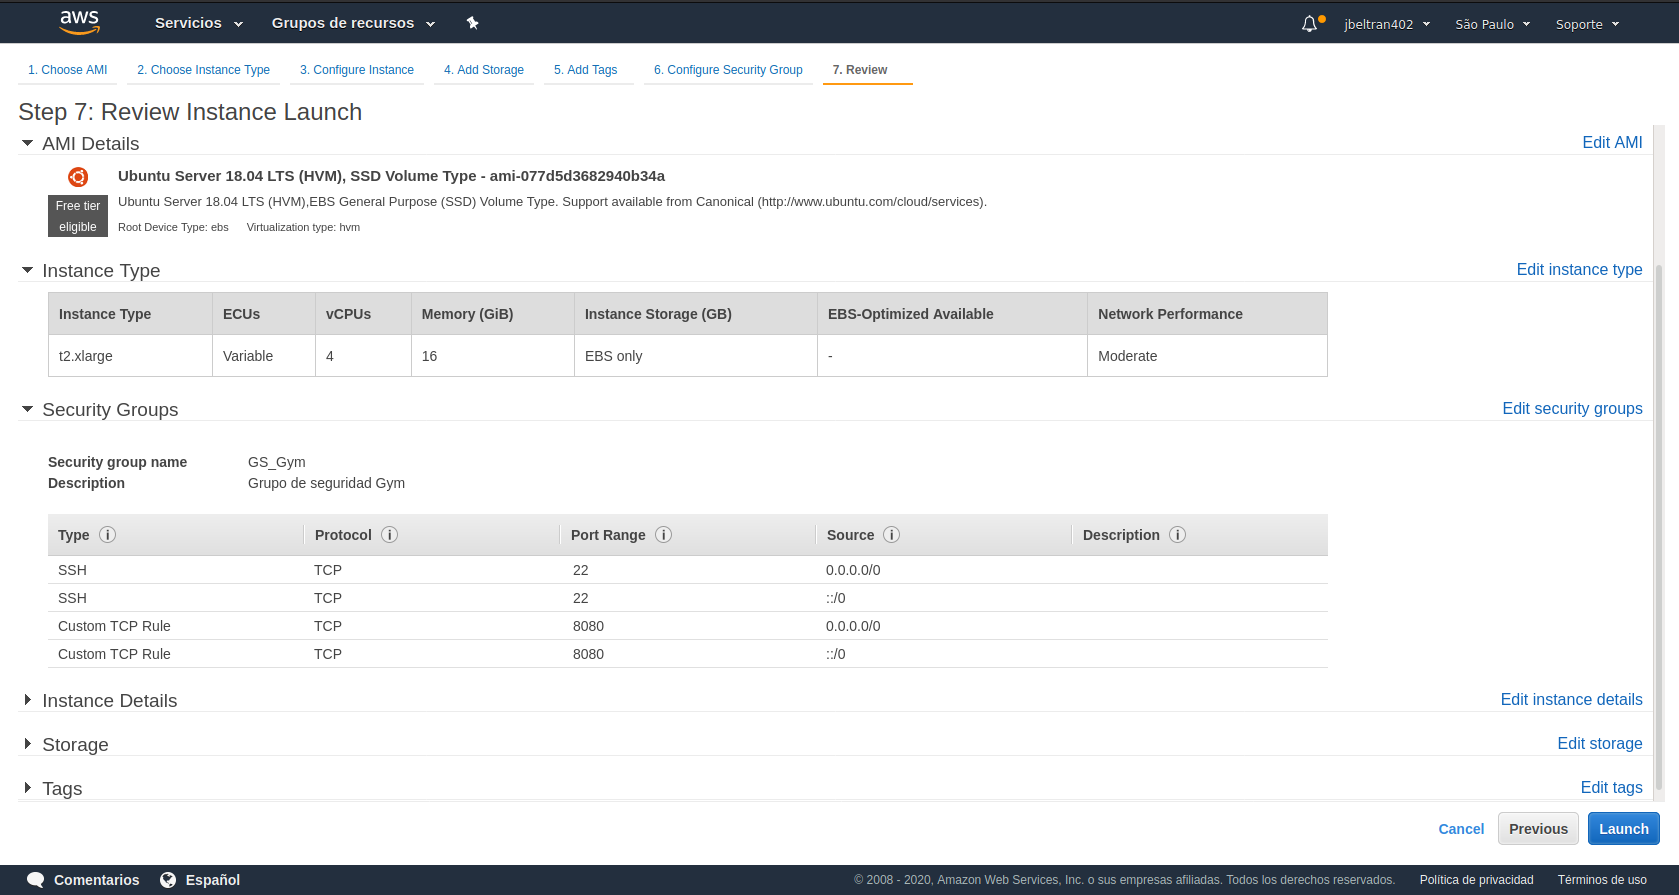 aws Servicios Grupos de recursos jbeltran402 São Paulo Soporte
1. Choose AMI 2. Choose Instance Type 3. Configure Instance 4. Add Storage 5. Add Tags 6. Configure Security Group 7. Review
Step 7: Review Instance Launch
AMI Details Edit AMI
Ubuntu Server 18.04 LTS (HVM), SSD Volume Type - ami-077d5d3682940b34a
Free tier eligible
Ubuntu Server 18.04 LTS (HVM),EBS General Purpose (SSD) Volume Type. Support available from Canonical (http://www.ubuntu.com/cloud/services).
Root Device Type: ebs Virtualization type: hvm
Instance Type Edit instance type
Instance Type ECUs vCPUs Memory (GiB) Instance Storage (GB) EBS-Optimized Available Network Performance
t2.xlarge Variable 4 16 EBS only - Moderate
Security Groups Edit security groups
Security group name GS_Gym
Description Grupo de seguridad Gym
Type i Protocol i Port Range i Source i Description i
SSH TCP 22 0.0.0.0/0
SSH TCP 22 ::/0
Custom TCP Rule TCP 8080 0.0.0.0/0
Custom TCP Rule TCP 8080 ::/0
Instance Details Edit instance details
Storage Edit storage
Tags Edit tags
Cancel Previous Launch
Comentarios Español © 2008 - 2020, Amazon Web Services, Inc. o sus empresas afiliadas. Todos los derechos reservados. Política de privacidad Términos de uso